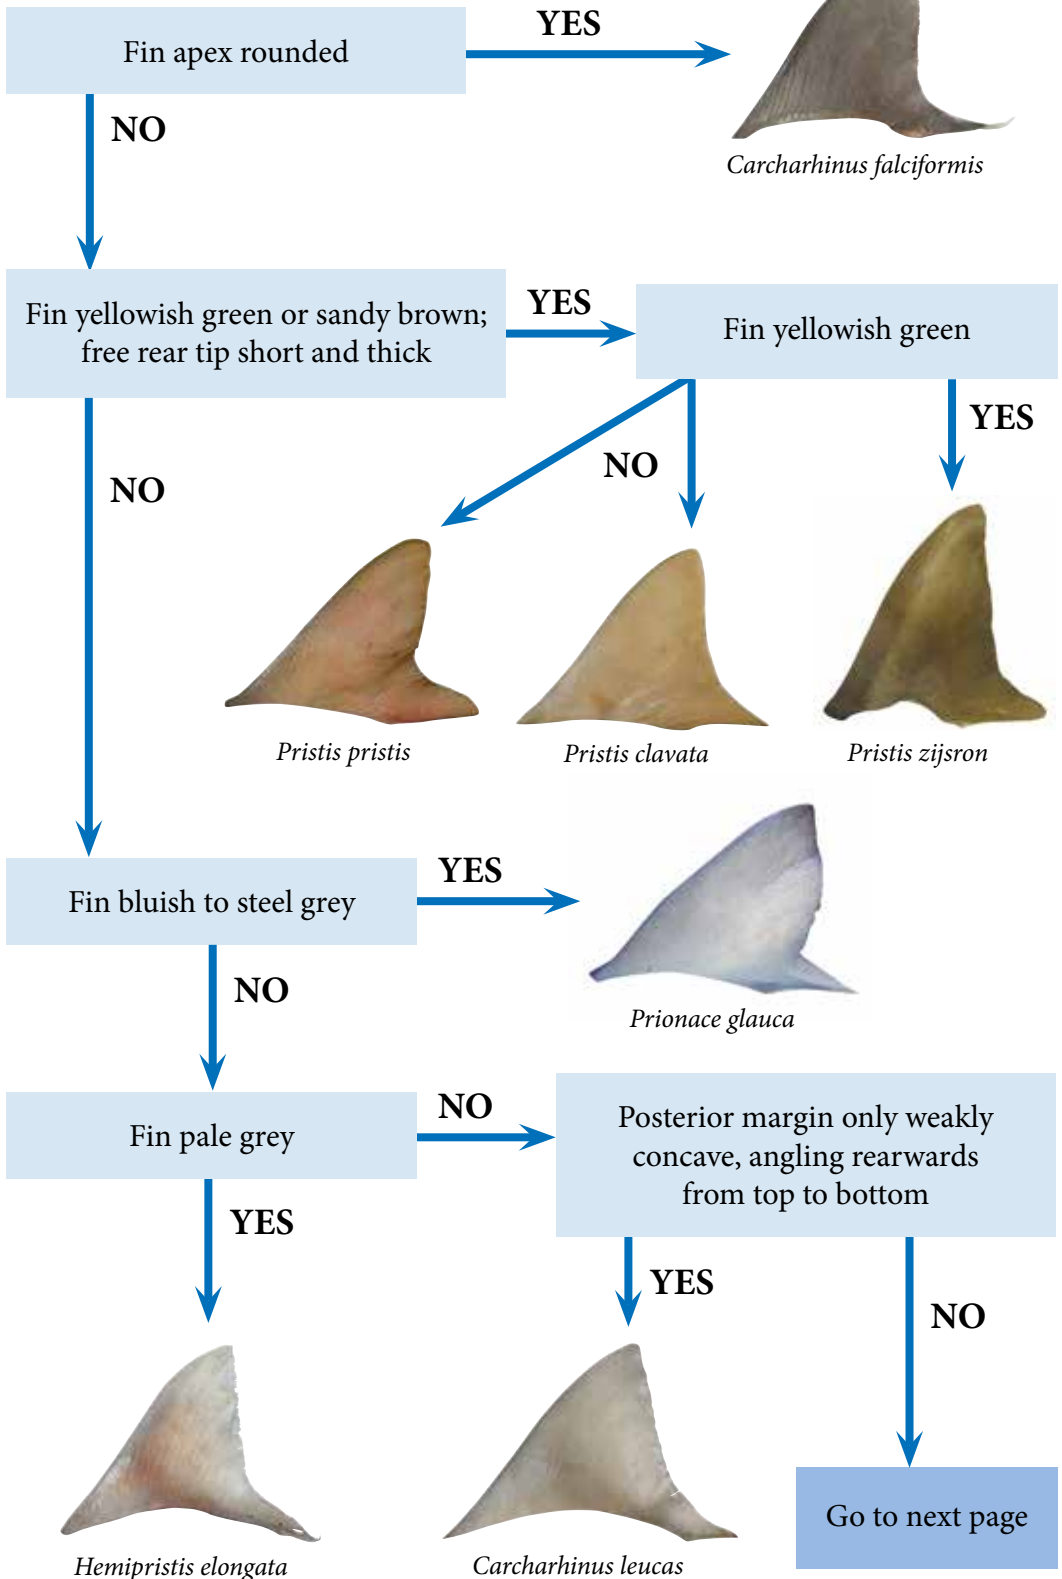 Fin apex rounded
YES
NO
Carcharhinus falciformis
Fin yellowish green or sandy brown;
free rear tip short and thick
YES
Fin yellowish green
NO
YES
NO
Pristis pristis
Pristis clavata
Pristis zijsron
Fin bluish to steel grey
YES
NO
Prionace glauca
Fin pale grey
NO
Posterior margin only weakly
concave, angling rearwards
from top to bottom
YES
YES
NO
Hemipristis elongata
Carcharhinus leucas
Go to next page